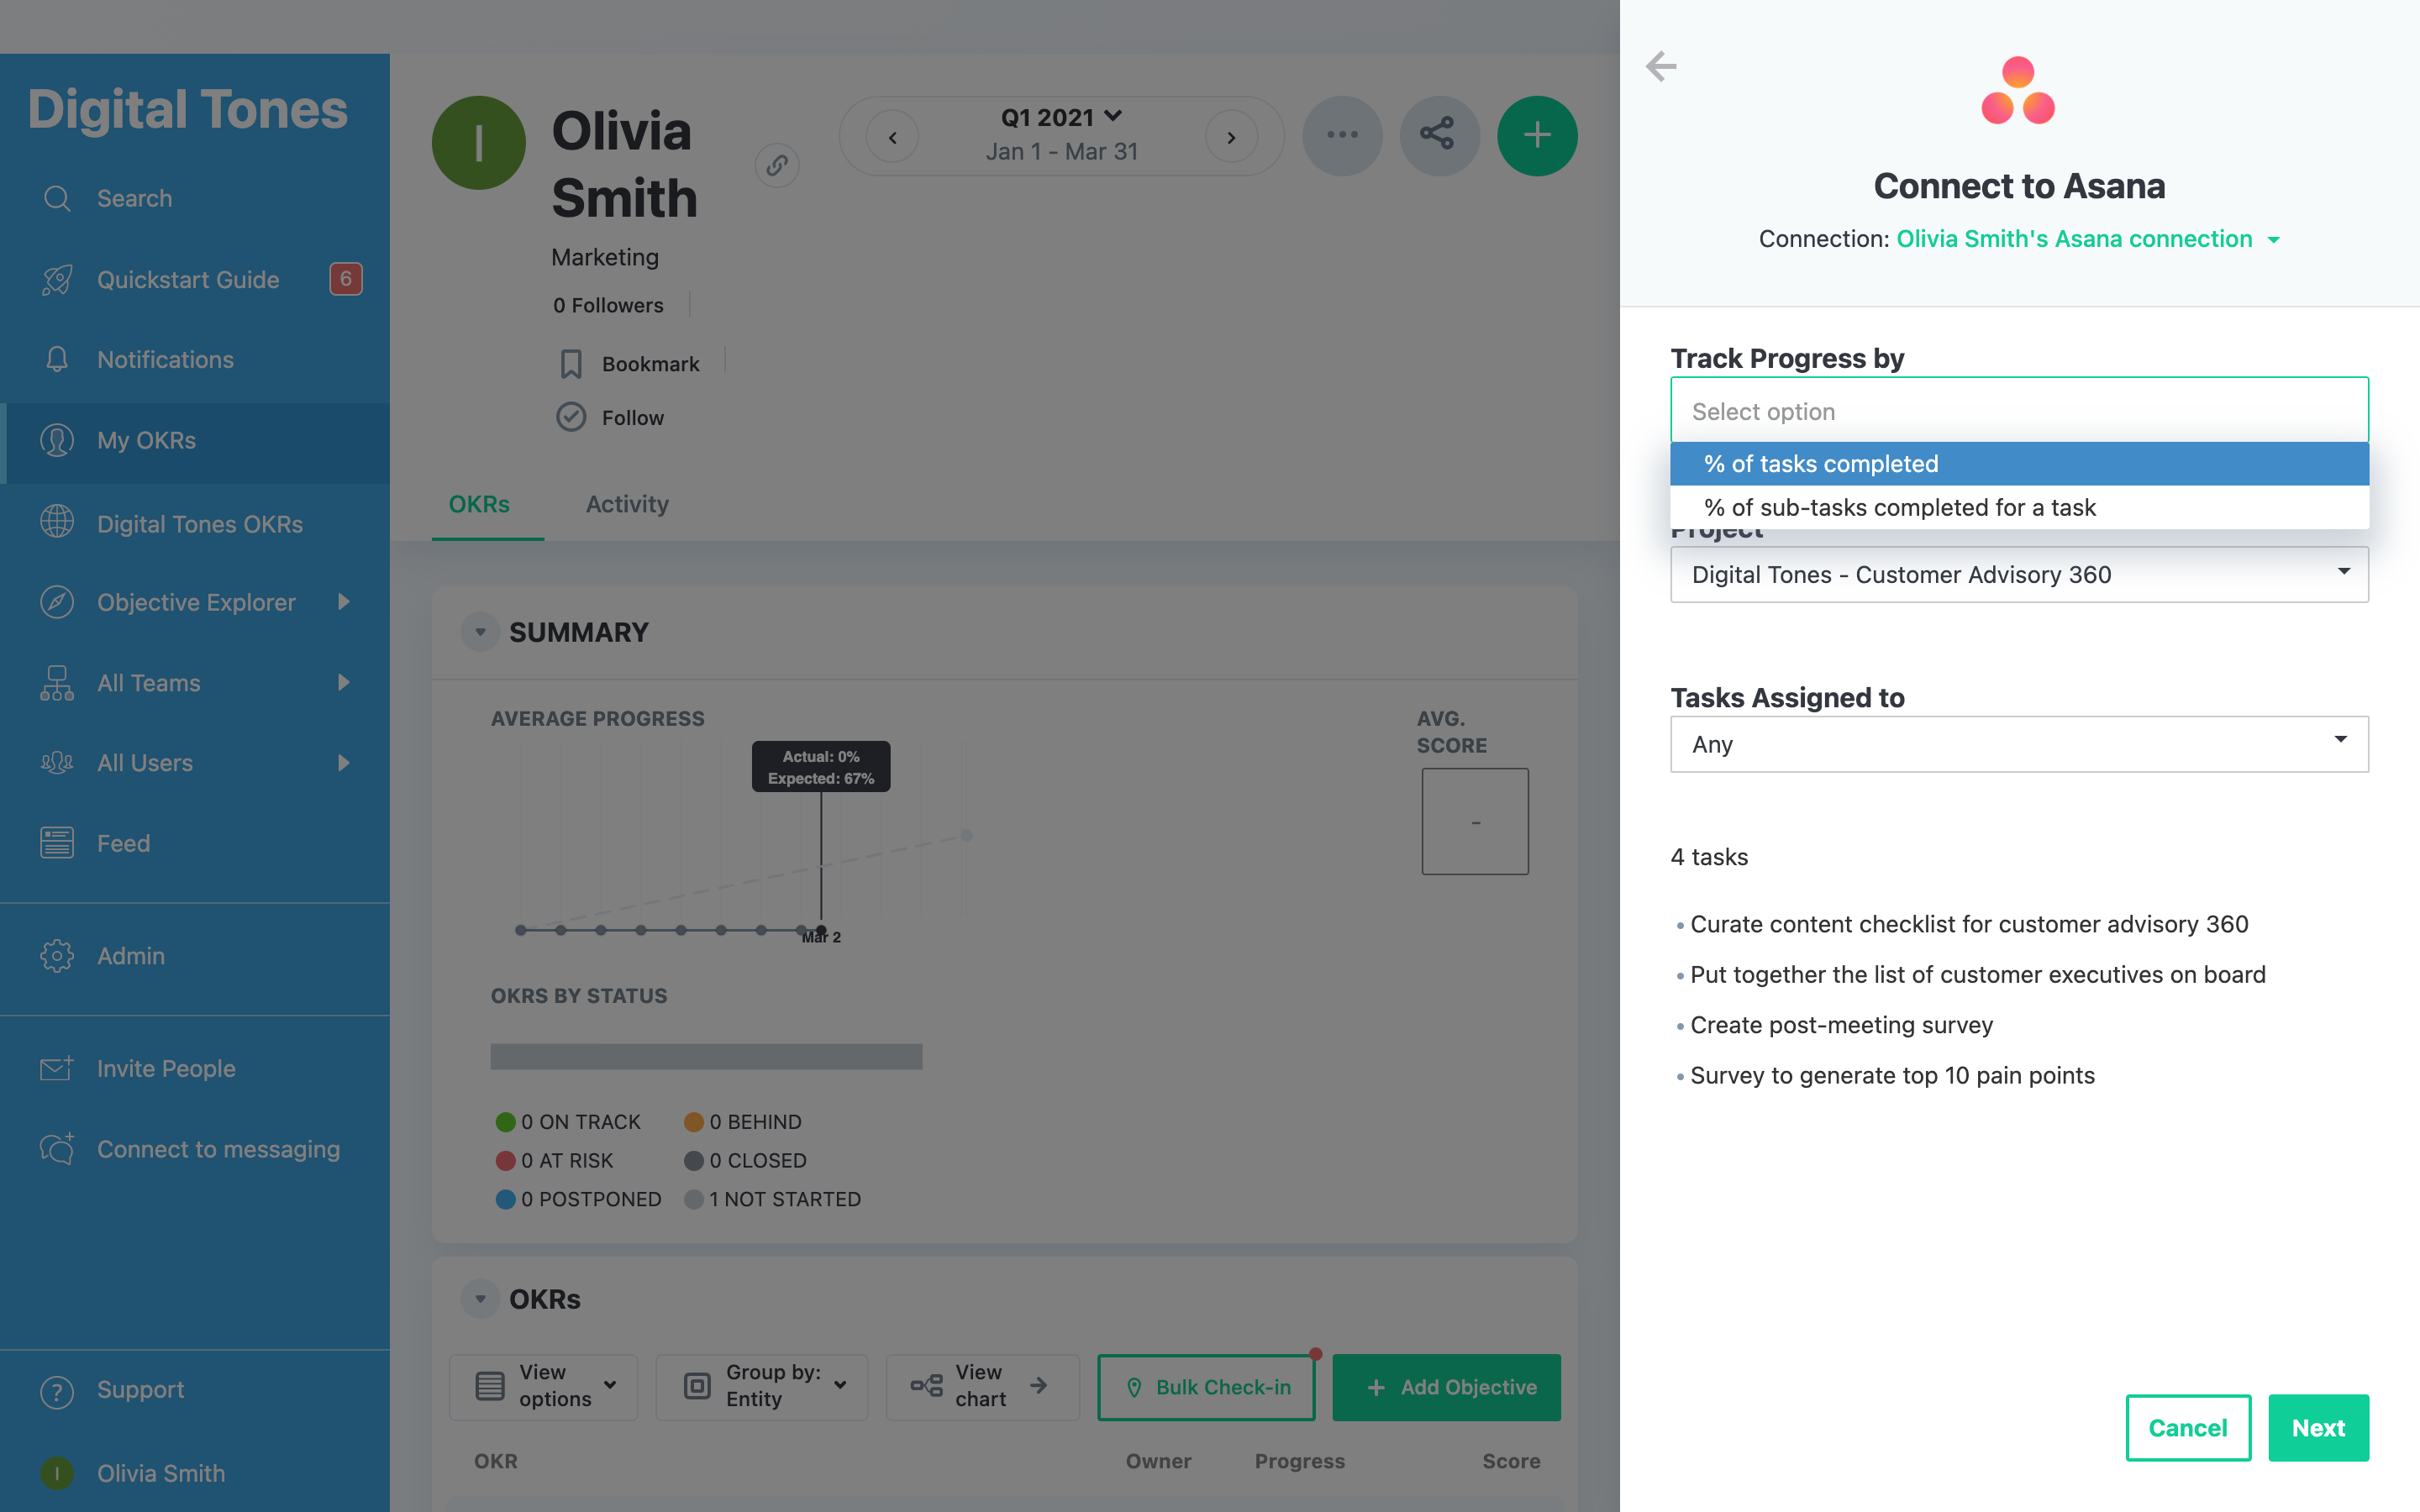 Digital Tones
Search
Quickstart Guide
6
Notifications
My OKRs
Digital Tones OKRs
Objective Explorer
All Teams
All Users
Feed
Admin
Invite People
Connect to messaging
Support
I
Olivia Smith
I
Olivia
Smith
Marketing
0 Followers
Bookmark
Follow
Q1 2021
Jan 1 - Mar 31
OKRs
Activity
SUMMARY
AVERAGE PROGRESS
Actual: 0%
Expected: 67%
Mar 2
AVG.
SCORE
-
OKRS BY STATUS
0 ON TRACK
0 BEHIND
0 AT RISK
0 CLOSED
0 POSTPONED
1 NOT STARTED
OKRs
View
options
Group by:
Entity
View
chart
Bulk Check-in
+ Add Objective
OKR
Owner
Progress
Score
Connect to Asana
Connection: Olivia Smith's Asana connection
Track Progress by
Select option
% of tasks completed
% of sub-tasks completed for a task
Project
Digital Tones - Customer Advisory 360
Tasks Assigned to
Any
4 tasks
• Curate content checklist for customer advisory 360
• Put together the list of customer executives on board
• Create post-meeting survey
• Survey to generate top 10 pain points
Cancel
Next